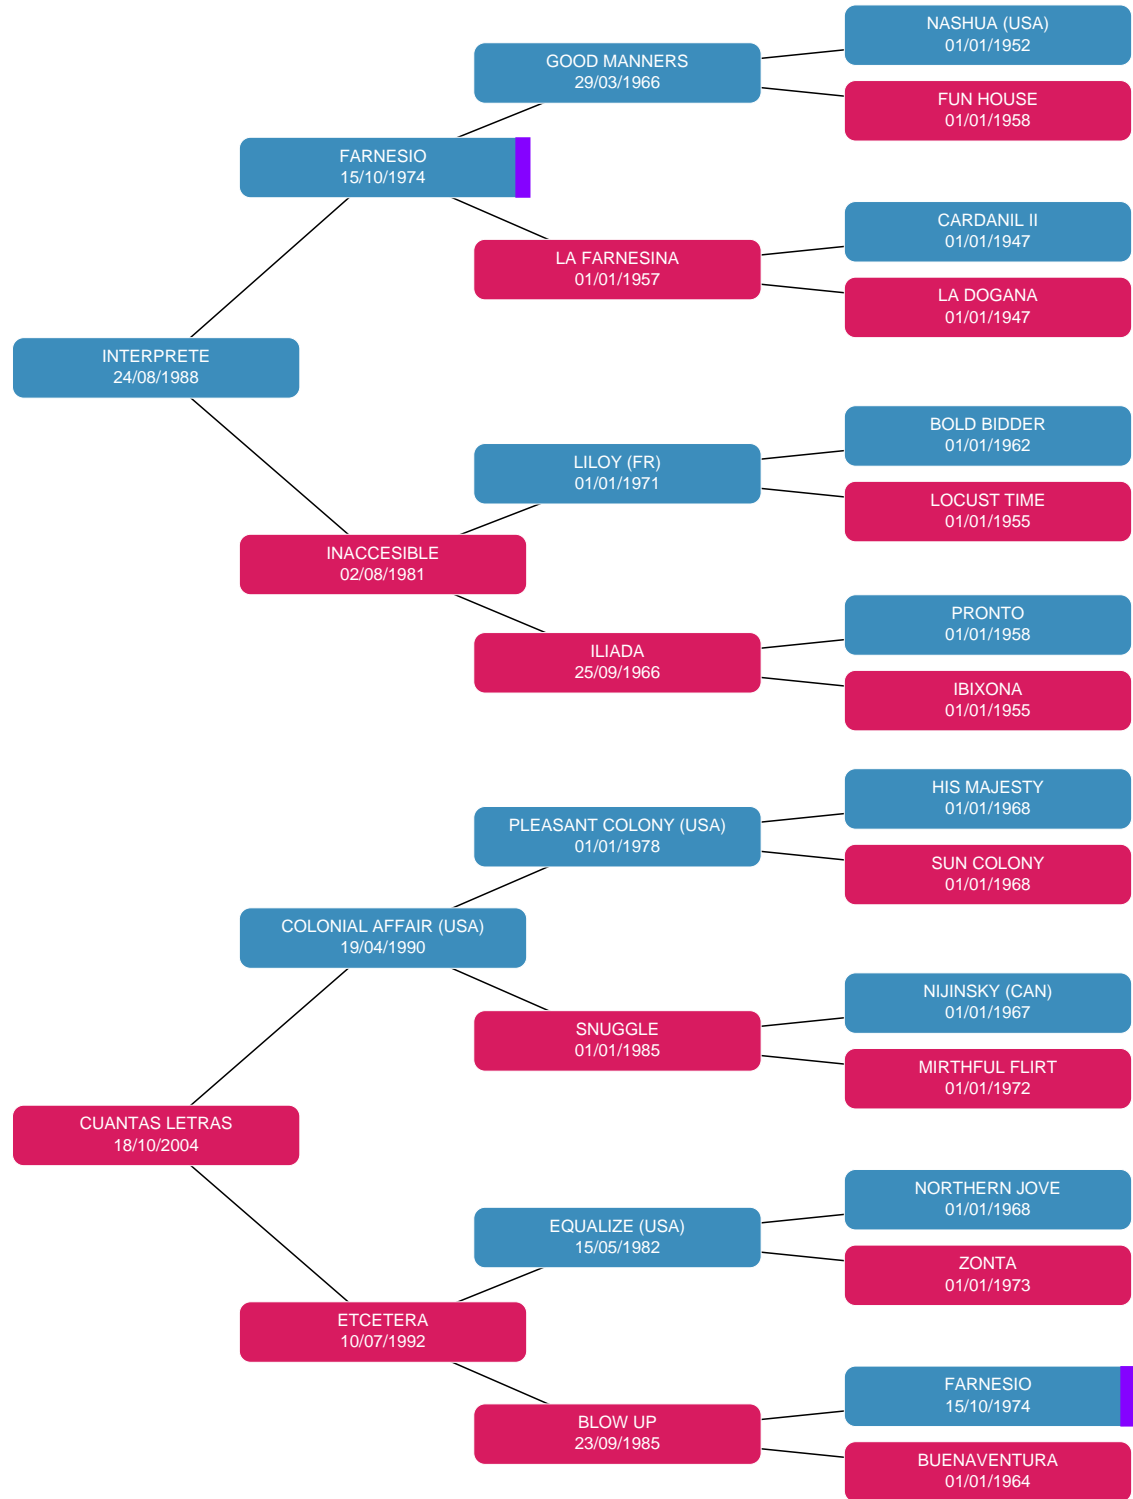 NASHUA (USA)
01/01/1952
GOOD MANNERS
29/03/1966
FUN HOUSE
01/01/1958
FARNESIO
15/10/1974
CARDANIL II
01/01/1947
LA FARNESINA
01/01/1957
LA DOGANA
01/01/1947
INTERPRETE
24/08/1988
BOLD BIDDER
01/01/1962
LILOY (FR)
01/01/1971
LOCUST TIME
01/01/1955
INACCESIBLE
02/08/1981
PRONTO
01/01/1958
ILIADA
25/09/1966
IBIXONA
01/01/1955
HIS MAJESTY
01/01/1968
PLEASANT COLONY (USA)
01/01/1978
SUN COLONY
01/01/1968
COLONIAL AFFAIR (USA)
19/04/1990
NIJINSKY (CAN)
01/01/1967
SNUGGLE
01/01/1985
MIRTHFUL FLIRT
01/01/1972
CUANTAS LETRAS
18/10/2004
NORTHERN JOVE
01/01/1968
EQUALIZE (USA)
15/05/1982
ZONTA
01/01/1973
ETCETERA
10/07/1992
FARNESIO
15/10/1974
BLOW UP
23/09/1985
BUENAVENTURA
01/01/1964